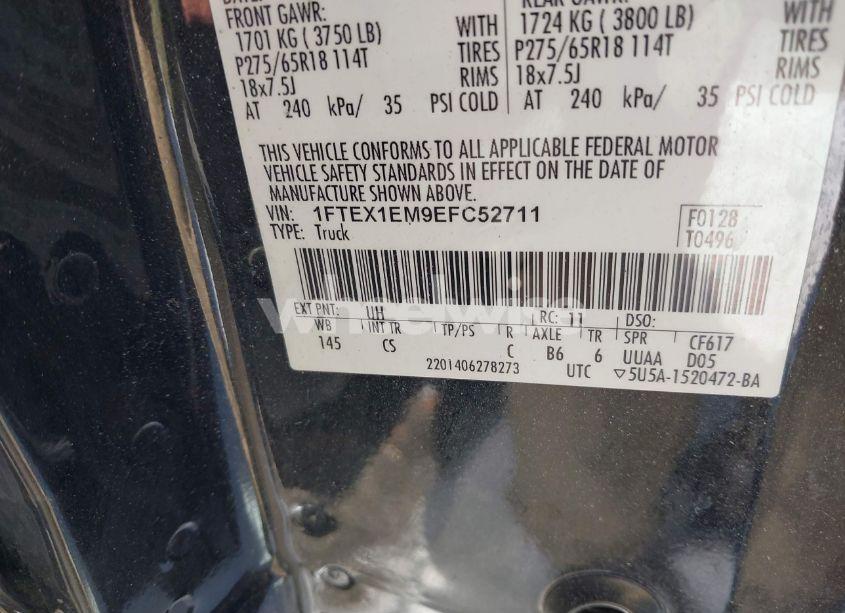 FRONT GAWR:
1701 KG ( 3750 LB) WITH
P275/65R18 114T TIRES
18x7.5J RIMS
AT 240 kPa/ 35 PSI COLD
REAR GAWR:
1724 KG ( 3800 LB) WITH
P275/65R18 114T TIRES
18x7.5J RIMS
AT 240 kPa/ 35 PSI COLD
THIS VEHICLE CONFORMS TO ALL APPLICABLE FEDERAL MOTOR
VEHICLE SAFETY STANDARDS IN EFFECT ON THE DATE OF
MANUFACTURE SHOWN ABOVE.
VIN: 1FTEX1EM9EFC52711
TYPE: Truck
F0128
T0496
EXT PNT: UH RC: 11 DSO:
WB INT TR TP/PS R AXLE TR SPR CF617
145 CS C B6 6 UUAA D05
2201406278273 UTC ▽5U5A-1520472-BA
wheelwire